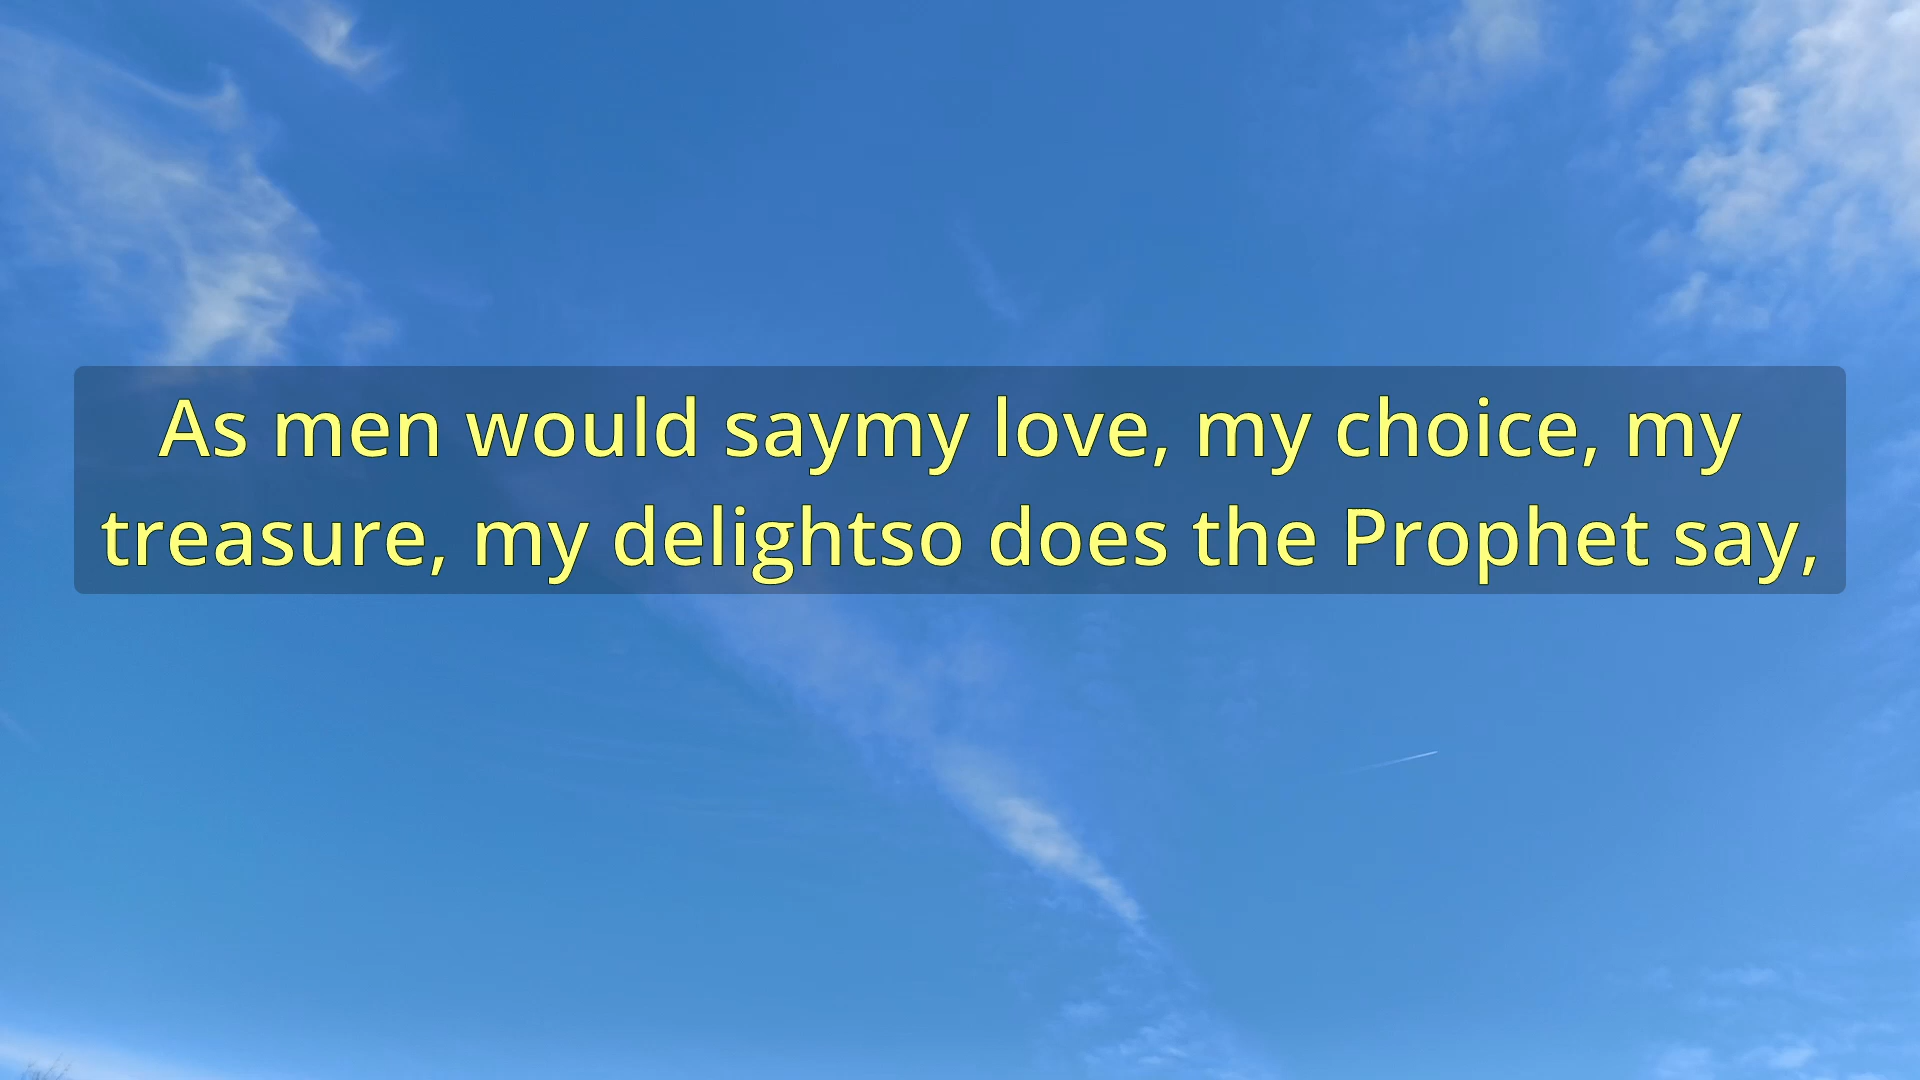 As men would saymy love, my choice, my
treasure, my delightso does the Prophet say,